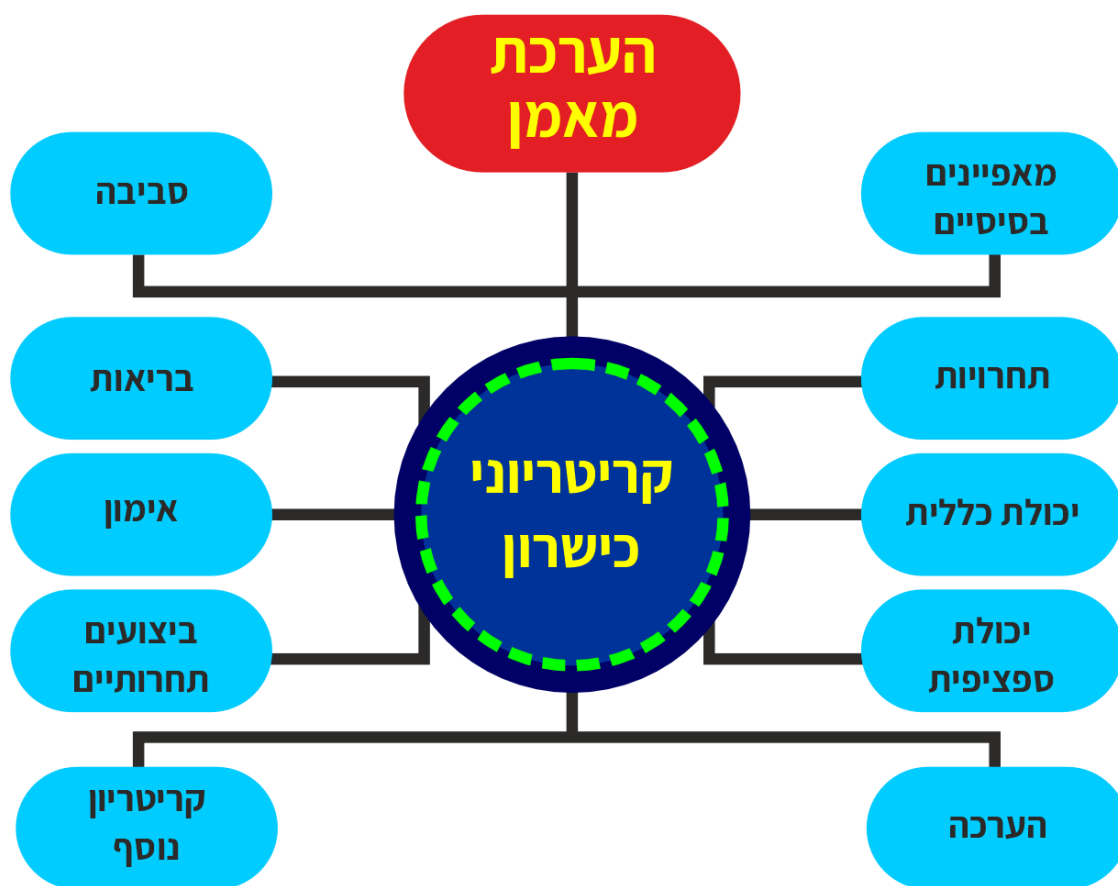 הערכת
מאמן
מאפיינים
בסיסיים
סביבה
תחרויות
בריאות
קריטריוני
כישרון
יכולת כללית
אימון
יכולת
ספציפית
ביצועים
תחרותיים
הערכה
קריטריון
נוסף